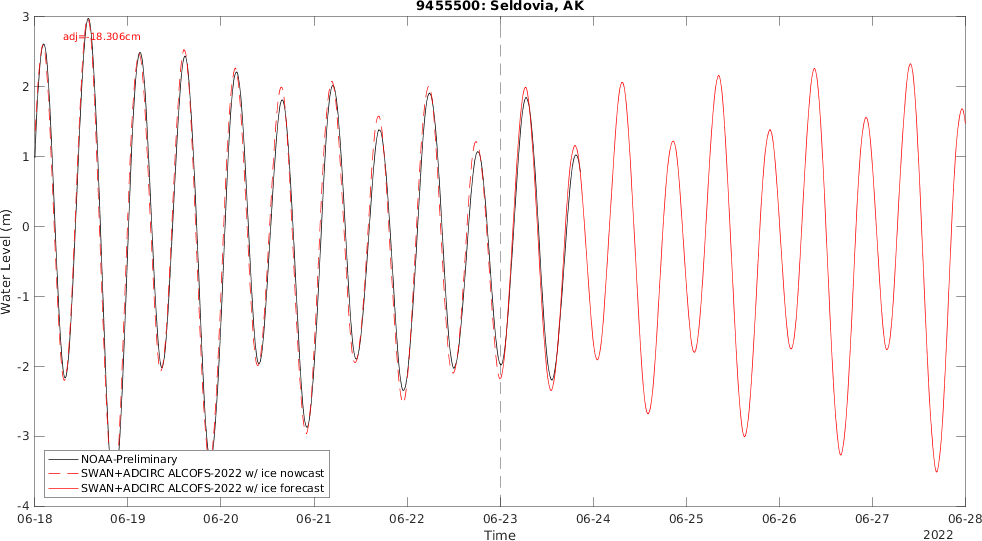 9455500: Seldovia, AK
adj=-18.306cm
3
2
1
0
-1
-2
-3
-4
Water Level (m)
NOAA-Preliminary
SWAN+ADCIRC ALCOFS-2022 w/ ice nowcast
SWAN+ADCIRC ALCOFS-2022 w/ ice forecast
06-18 06-19 06-20 06-21 06-22 06-23 06-24 06-25 06-26 06-27 06-28
Time
2022